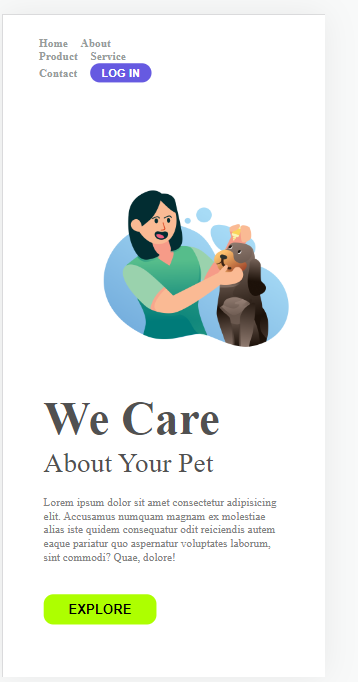 Home About
Product Service
Contact LOG IN
We Care
About Your Pet
Lorem ipsum dolor sit amet consectetur adipisicing
elit. Accusamus numquam magnam ex molestiae
alias iste quidem consequatur odit reiciendis autem
eaque pariatur quo aspernatur voluptates laborum,
sint commodi? Quae, dolore!
EXPLORE